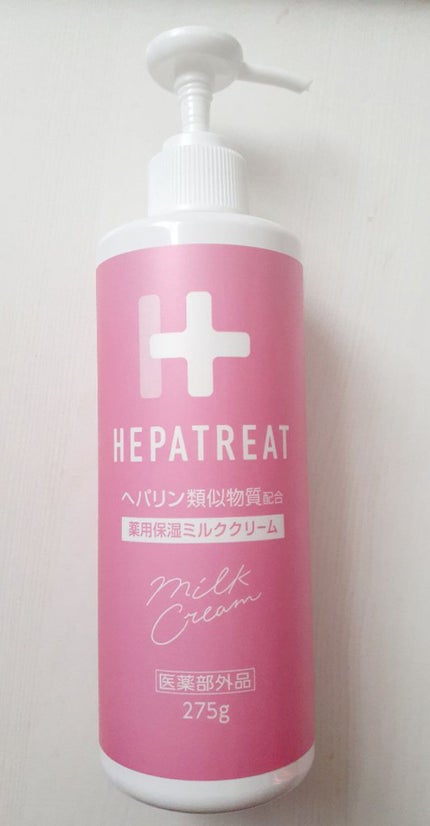 H
HEPATREAT
ヘパリン類似物質配合
薬用保湿ミルククリーム
milk
Cream
医薬部外品
275g